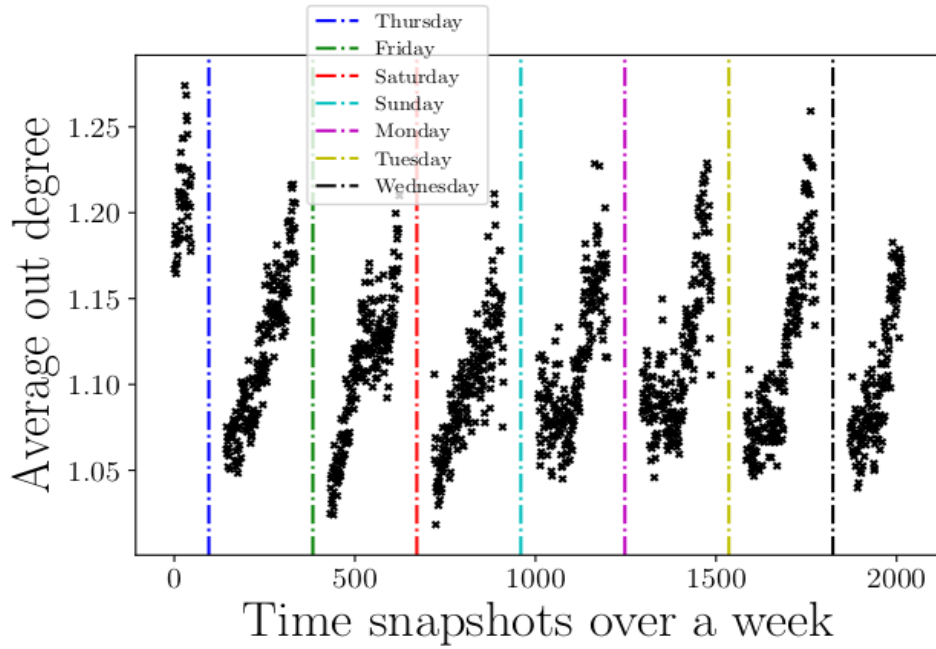 Thursday
Friday
Saturday
Sunday
Monday
Tuesday
Wednesday
Average out degree
1.25
1.20
1.15
1.10
1.05
0 500 1000 1500 2000
Time snapshots over a week